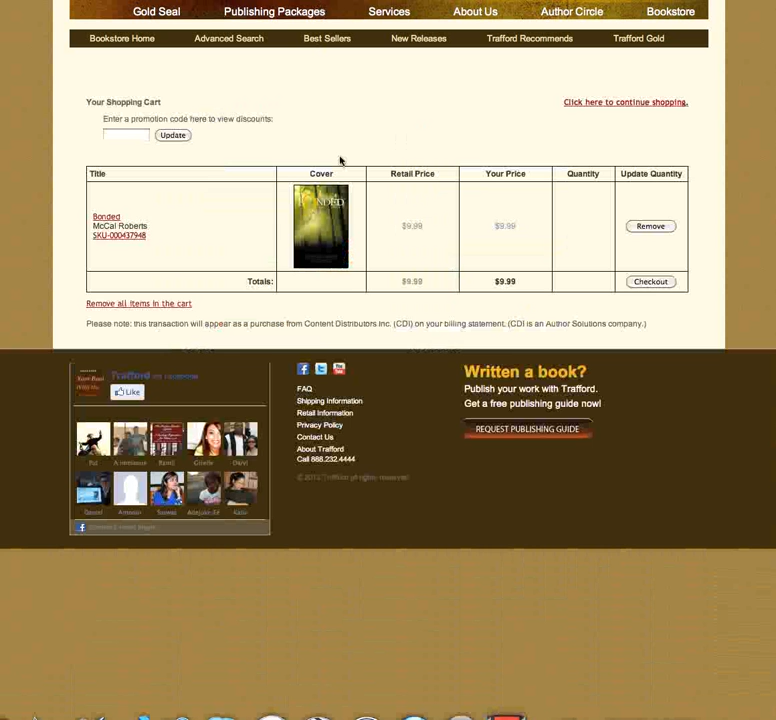 Gold Seal Publishing Packages Services About Us Author Circle Bookstore
Bookstore Home Advanced Search Best Sellers New Releases Trafford Recommends Trafford Gold
Your Shopping Cart Click here to continue shopping.
Enter a promotion code here to view discounts:
Update
Title Cover Retail Price Your Price Quantity Update Quantity
BONDED
Bonded
McCal Roberts
SKU-000437948
$9.99 $9.99 Remove
Totals: $9.99 $9.99 Checkout
Remove all items in the cart
Please note: this transaction will appear as a purchase from Content Distributors Inc. (CDI) on your billing statement. (CDI is an Author Solutions company.)
Trafford on Facebook
Like
Pat
Daniel
FAQ
Shipping Information
Retail Information
Privacy Policy
Contact Us
About Trafford
Call 888.232.4444
Written a book?
Publish your work with Trafford.
Get a free publishing guide now!
REQUEST PUBLISHING GUIDE